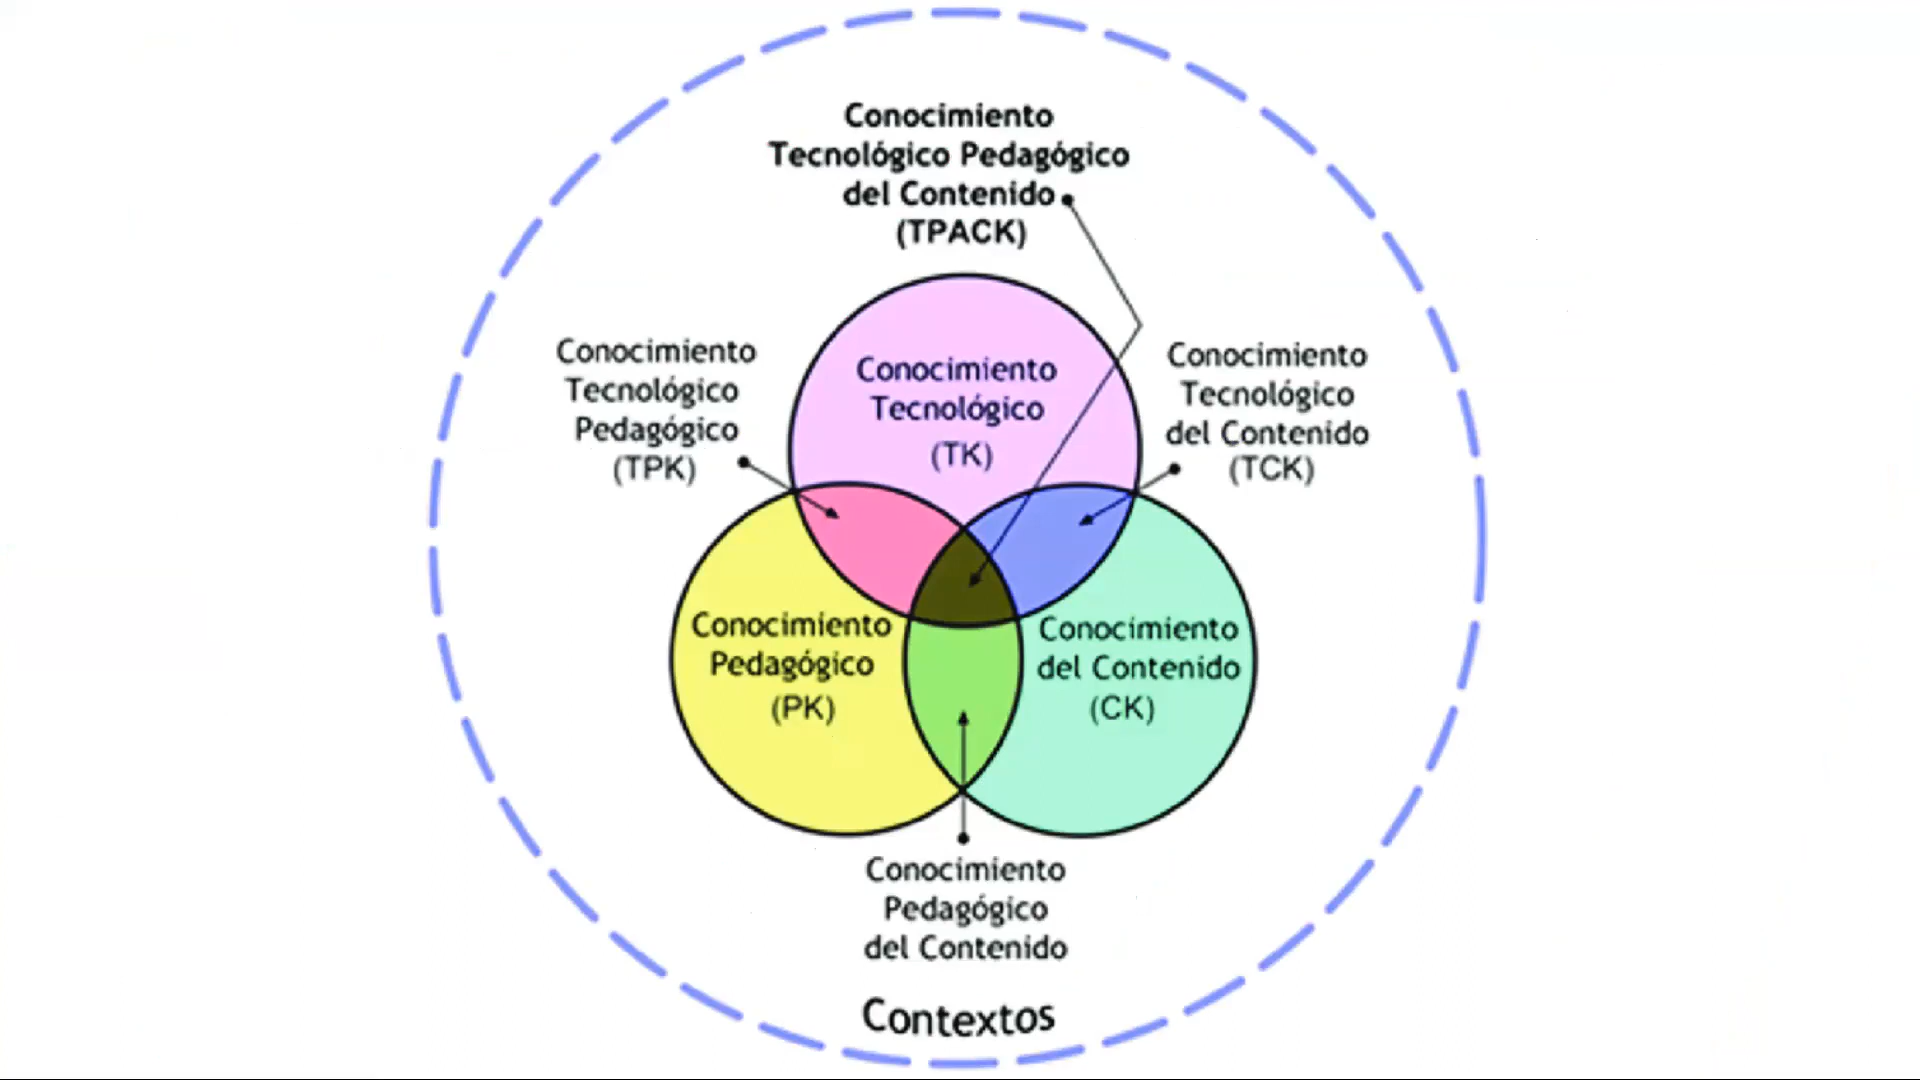 Conocimiento
Tecnológico Pedagógico
del Contenido
(TPACK)
Conocimiento
Tecnológico
Pedagógico
(TPK)
Conocimiento
Tecnológico
(TK)
Conocimiento
Tecnológico
del Contenido
(TCK)
Conocimiento
Pedagógico
(PK)
Conocimiento
del Contenido
(CK)
Conocimiento
Pedagógico
del Contenido
Contextos